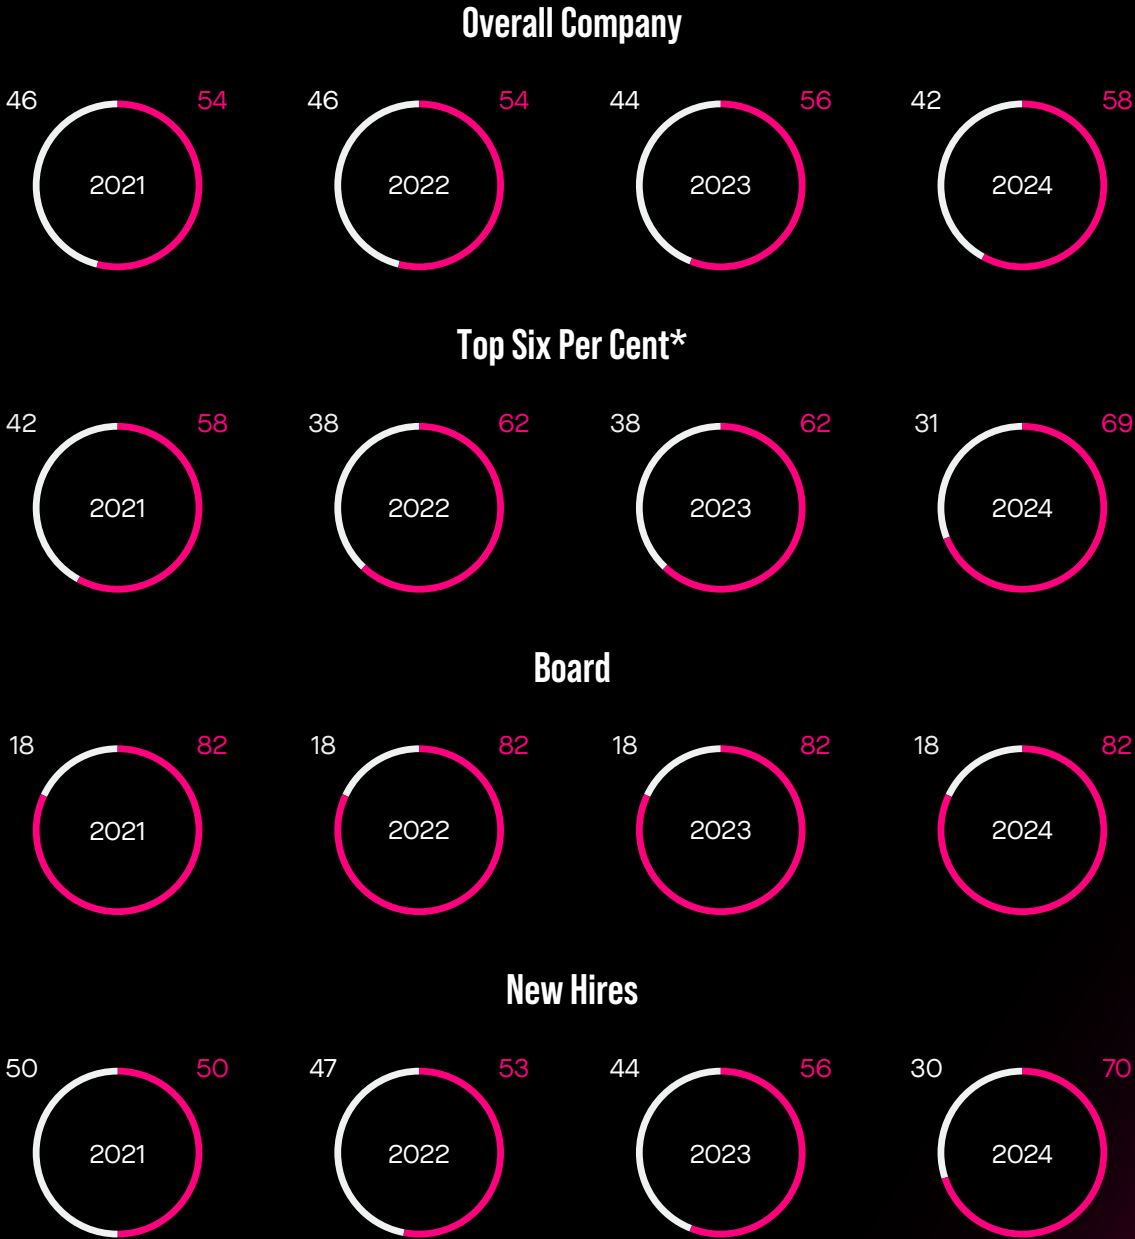 Overall Company
46 54 46 54 44 56 42 58
2021 2022 2023 2024
Top Six Per Cent*
42 58 38 62 38 62 31 69
2021 2022 2023 2024
Board
18 82 18 82 18 82 18 82
2021 2022 2023 2024
New Hires
50 50 47 53 44 56 30 70
2021 2022 2023 2024